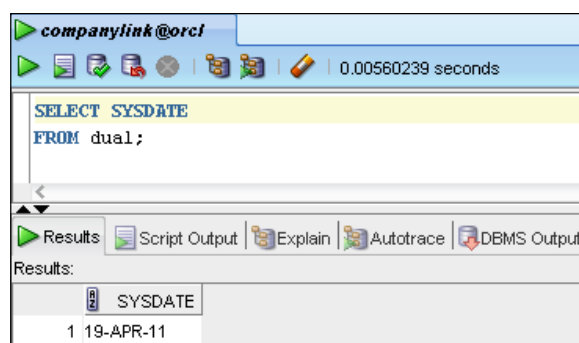 companylink@orcl
0.00560239 seconds
SELECT SYSDATE
FROM dual;
Results Script Output Explain Autotrace DBMS Output
Results:
SYSDATE
1 19-APR-11